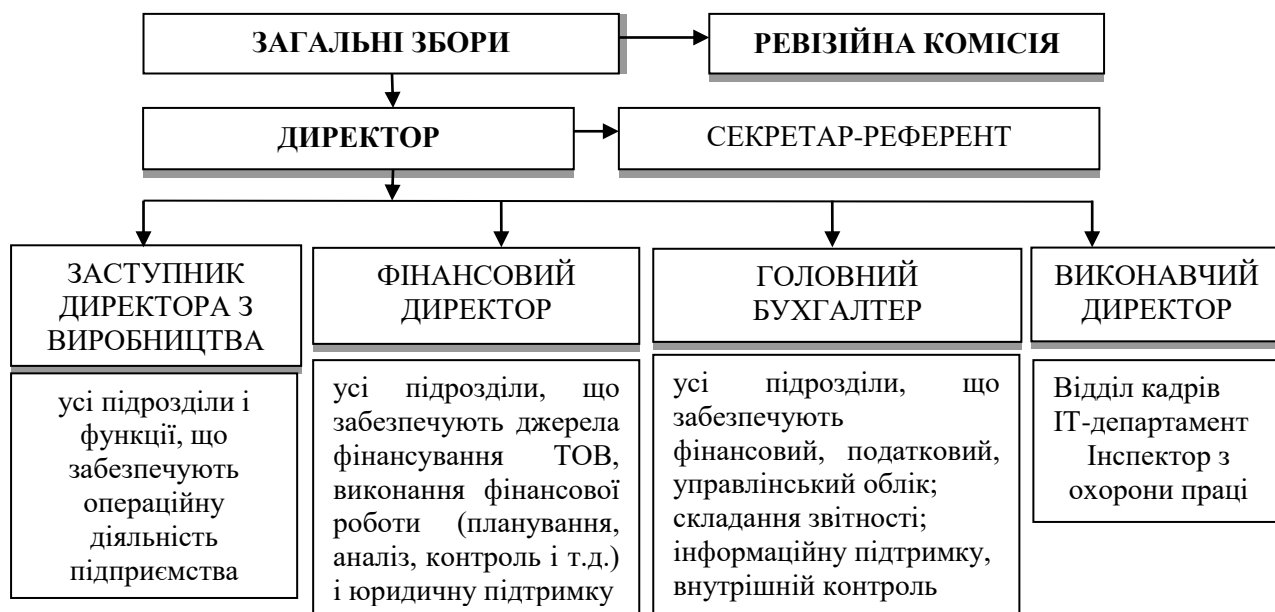 ЗАГАЛЬНІ ЗБОРИ
РЕВІЗІЙНА КОМІСІЯ
ДИРЕКТОР
СЕКРЕТАР-РЕФЕРЕНТ
ЗАСТУПНИК
ДИРЕКТОРА З
ВИРОБНИЦТВА
ФІНАНСОВИЙ
ДИРЕКТОР
ГОЛОВНИЙ
БУХГАЛТЕР
ВИКОНАВЧИЙ
ДИРЕКТОР
усі підрозділи і
функції, що
забезпечують
операційну
діяльність
підприємства
усі підрозділи, що
забезпечують джерела
фінансування ТОВ,
виконання фінансової
роботи (планування,
аналіз, контроль і т.д.)
і юридичну підтримку
усі підрозділи, що
забезпечують
фінансовий, податковий,
управлінський облік;
складання звітності;
інформаційну підтримку,
внутрішній контроль
Відділ кадрів
ІТ-департамент
Інспектор з
охорони праці